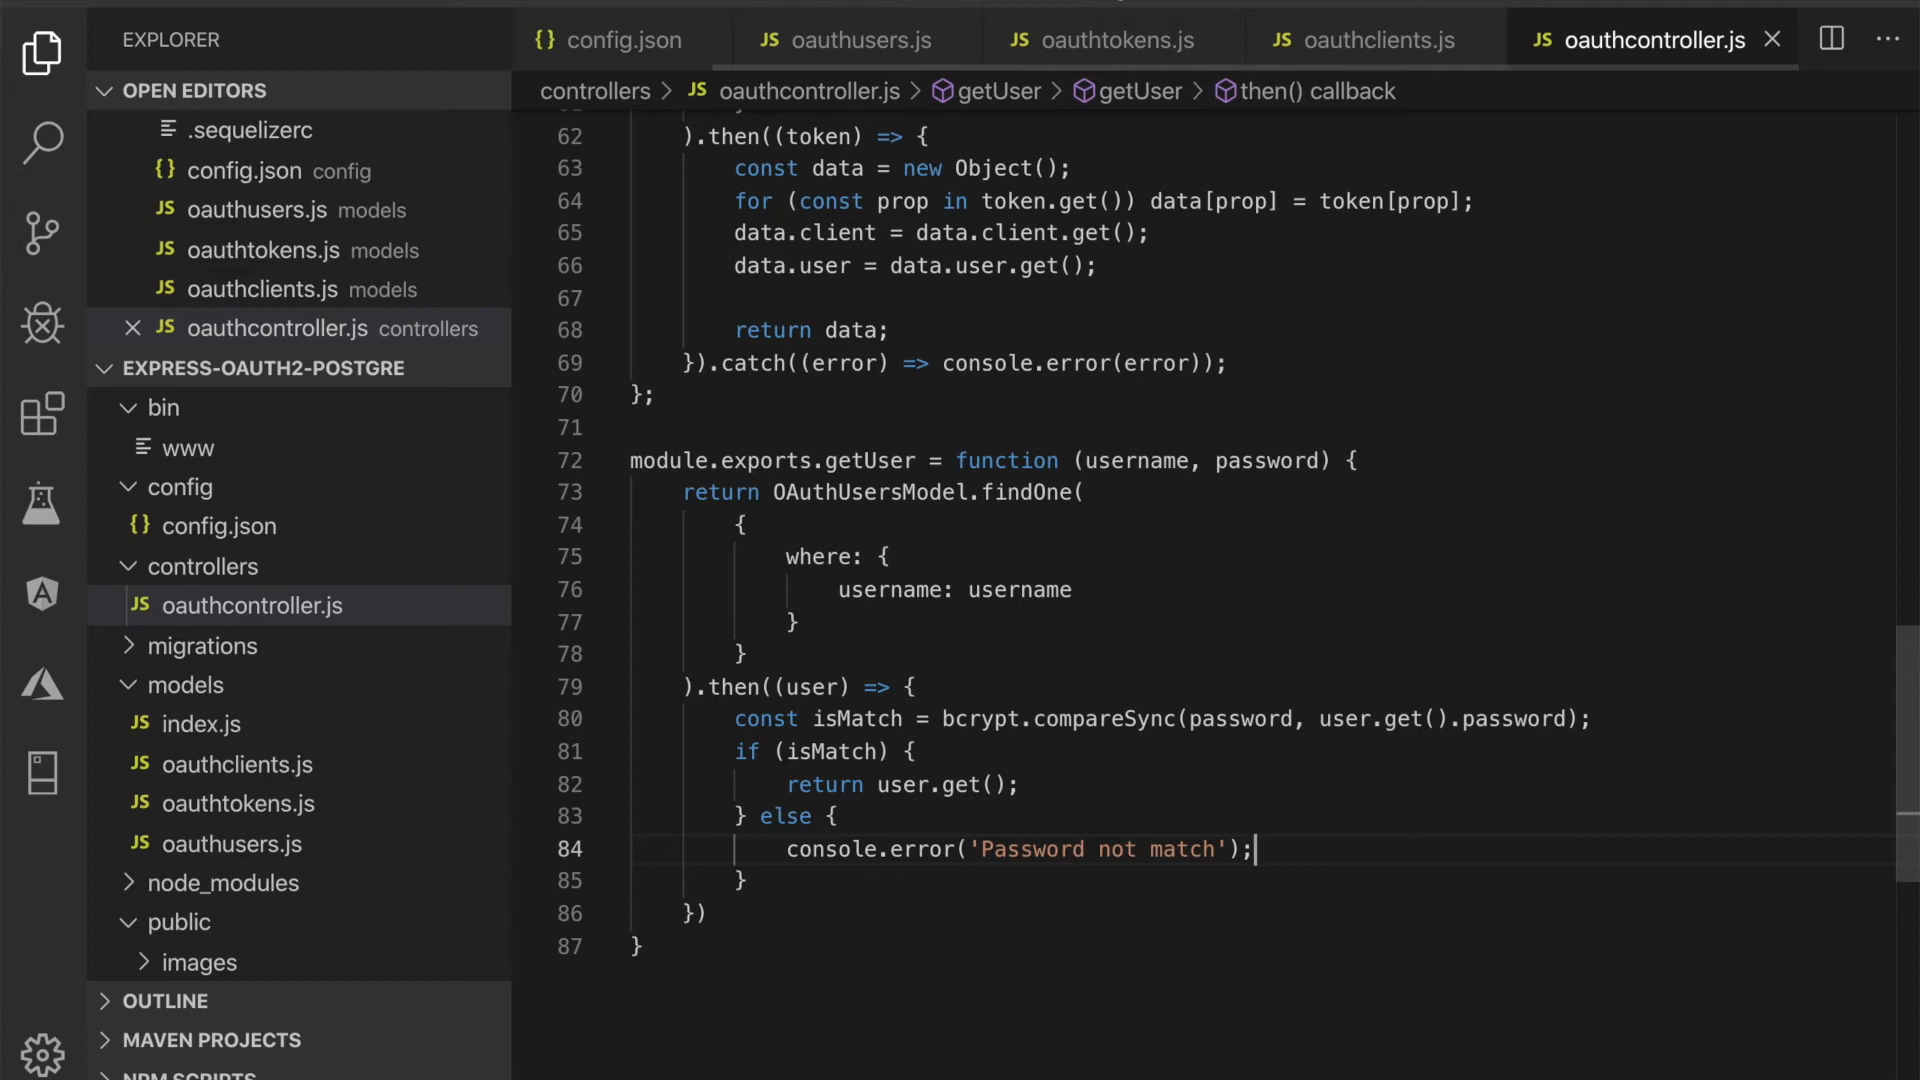 EXPLORER
OPEN EDITORS
.sequelizerc
{} config.json config
JS oauthusers.js models
JS oauthtokens.js models
JS oauthclients.js models
JS oauthcontroller.js controllers
EXPRESS-OAUTH2-POSTGRE
bin
www
config
{} config.json
controllers
JS oauthcontroller.js
migrations
models
JS index.js
JS oauthclients.js
JS oauthtokens.js
JS oauthusers.js
node_modules
public
images
OUTLINE
MAVEN PROJECTS
NPM SCRIPTS
{} config.json JS oauthusers.js JS oauthtokens.js JS oauthclients.js JS oauthcontroller.js
controllers > JS oauthcontroller.js > getUser > getUser > then() callback
62 ).then((token) => {
63 const data = new Object();
64 for (const prop in token.get()) data[prop] = token[prop];
65 data.client = data.client.get();
66 data.user = data.user.get();
67
68 return data;
69 }).catch((error) => console.error(error));
70 };
71
72 module.exports.getUser = function (username, password) {
73 return OAuthUsersModel.findOne(
74 {
75 where: {
76 username: username
77 }
78 }
79 ).then((user) => {
80 const isMatch = bcrypt.compareSync(password, user.get().password);
81 if (isMatch) {
82 return user.get();
83 } else {
84 console.error('Password not match');
85 }
86 })
87 }